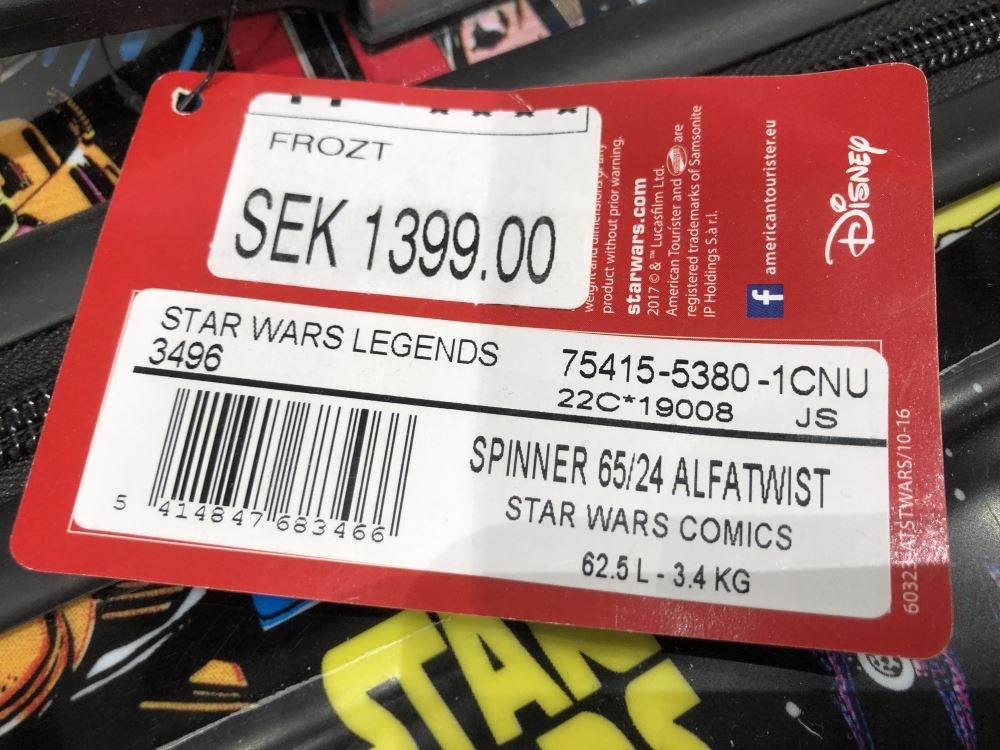 FROZT
SEK 1399.00
product without prior warning.
starwars.com
2017 © & ™ Lucasfilm Ltd.
American Tourister and are
registered trademarks of Samsonite
IP Holdings S.à r.l.
f americantourister.eu
Disney
STAR WARS LEGENDS
3496
75415-5380-1CNU
22C*19008 JS
SPINNER 65/24 ALFATWIST
STAR WARS COMICS
62.5 L - 3.4 KG
5 414847 683466
STAR